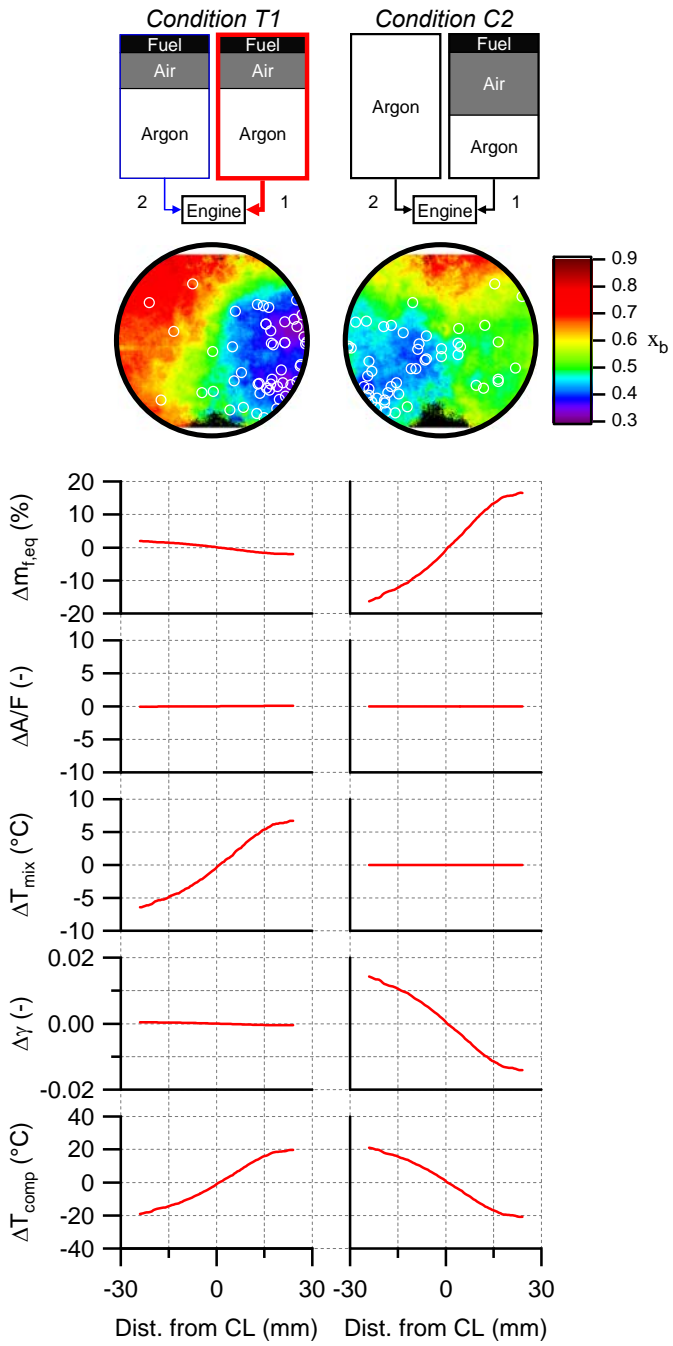 Condition T1 Condition C2
Fuel Fuel Fuel
Air Air Air
Argon Argon Argon Argon
2 1 2 1
Engine Engine
0.9
0.8
0.7
0.6 x_b
0.5
0.4
0.3
Δm_f,eq (%)
20
10
0
-10
-20
ΔA/F (-)
10
5
0
-5
-10
ΔT_mix (°C)
10
5
0
-5
-10
Δγ (-)
0.02
0.00
-0.02
ΔT_comp (°C)
40
20
0
-20
-40
-30 0 30 -30 0 30
Dist. from CL (mm) Dist. from CL (mm)